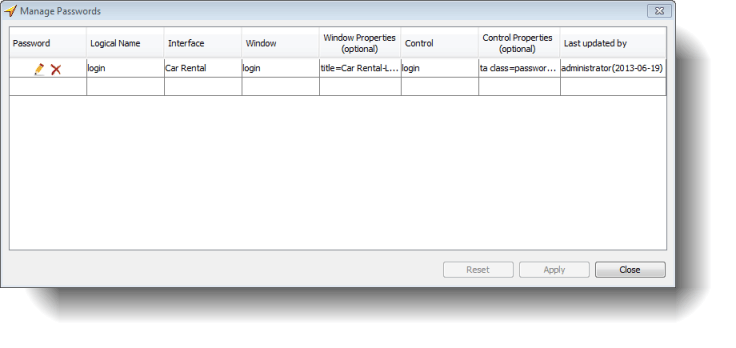 Manage Passwords
Password Logical Name Interface Window Window Properties (optional) Control Control Properties (optional) Last updated by
login Car Rental login title=Car Rental-L... login ta class=passwor... administrator(2013-06-19)
Reset Apply Close